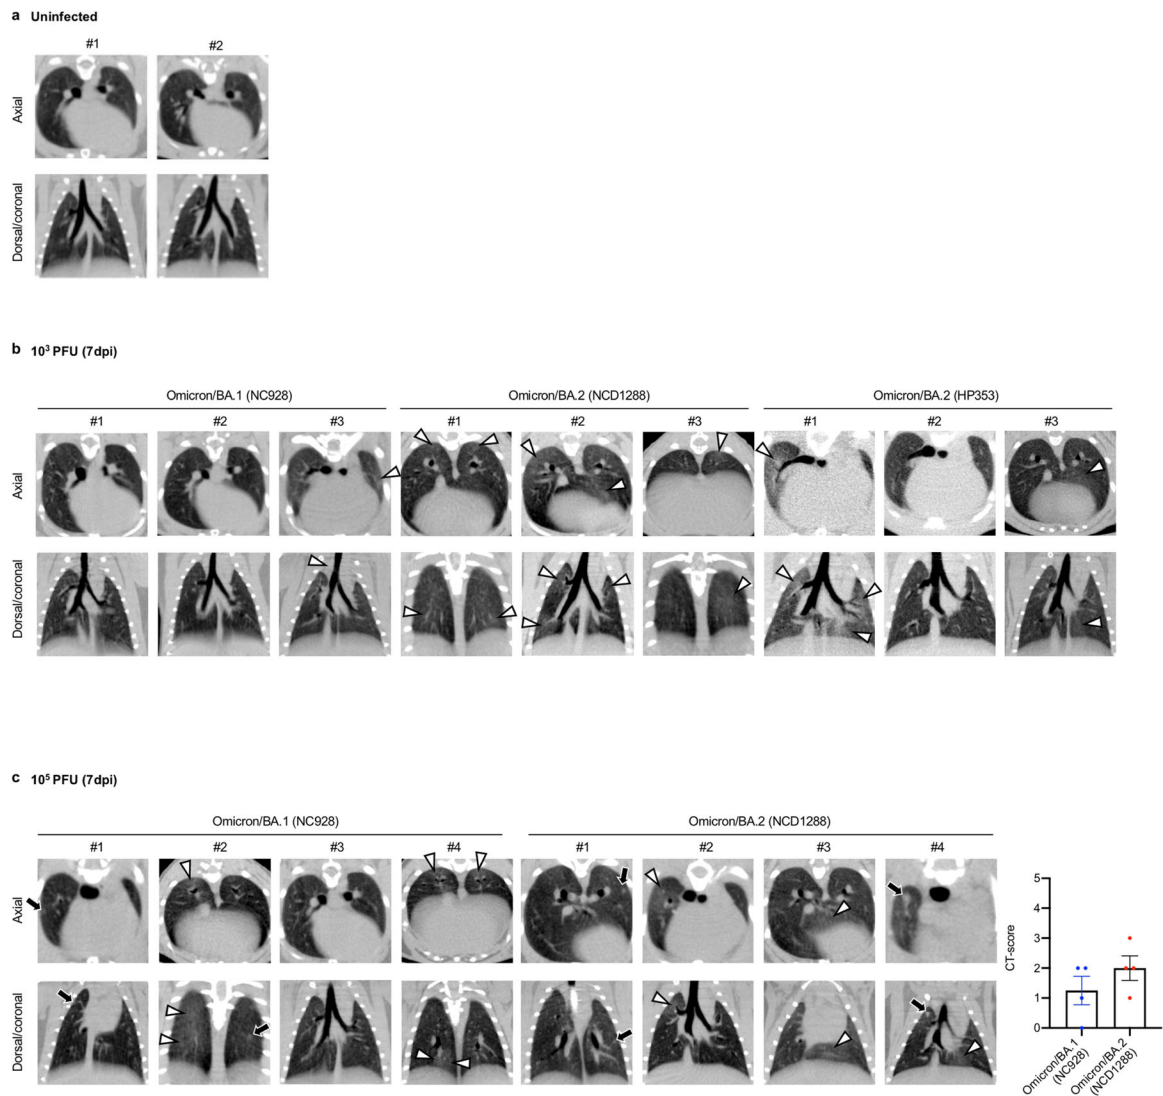 a Uninfected
#1 #2
Axial
Dorsal/coronal
b 10³ PFU (7dpi)
Omicron/BA.1 (NC928) Omicron/BA.2 (NCD1288) Omicron/BA.2 (HP353)
#1 #2 #3 #1 #2 #3 #1 #2 #3
Axial
Dorsal/coronal
c 10⁵ PFU (7dpi)
Omicron/BA.1 (NC928) Omicron/BA.2 (NCD1288)
#1 #2 #3 #4 #1 #2 #3 #4
Axial
Dorsal/coronal
CT-score
5
4
3
2
1
0
Omicron/BA.1
(NC928)
Omicron/BA.2
(NCD1288)